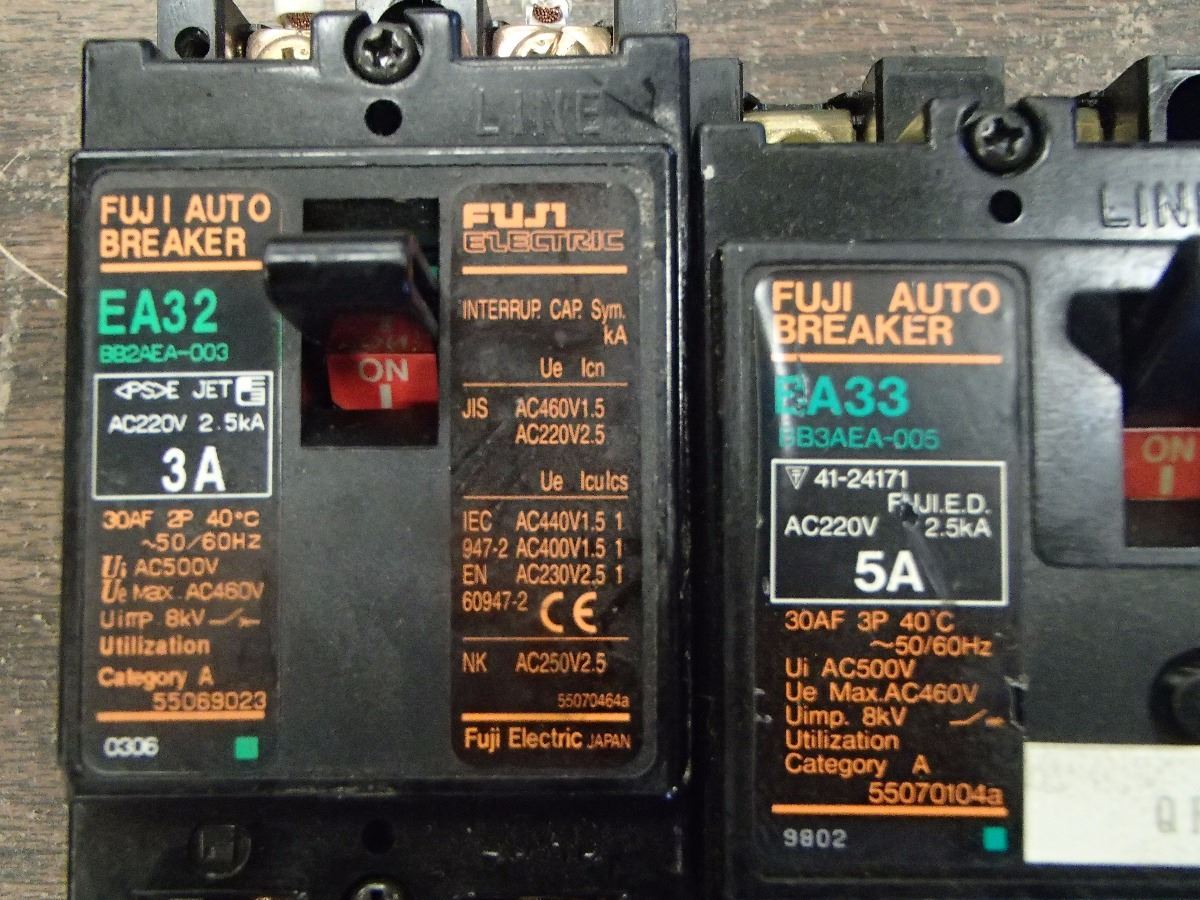 LINE
FUJI AUTO
BREAKER
EA32
BB2AEA-003
<PS>E JET
AC220V 2.5kA
3A
30AF 2P 40°C
~50/60Hz
Ui AC500V
Ue Max. AC460V
Uimp 8kV
Utilization
Category A
55069023
0306
ON
FUJI
ELECTRIC
INTERRUP. CAP. Sym.
kA
Ue Icn
JIS AC460V1.5
AC220V2.5
Ue IcuIcs
IEC AC440V1.5 1
947-2 AC400V1.5 1
EN AC230V2.5 1
60947-2 CE
NK AC250V2.5
55070464a
Fuji Electric JAPAN
LOAD
LIN
FUJI AUTO
BREAKER
EA33
BB3AEA-005
41-24171
FUJI.E.D.
AC220V 2.5kA
5A
30AF 3P 40°C
~50/60Hz
Ui AC500V
Ue Max.AC460V
Uimp. 8kV
Utilization
Category A
55070104a
9802
ON